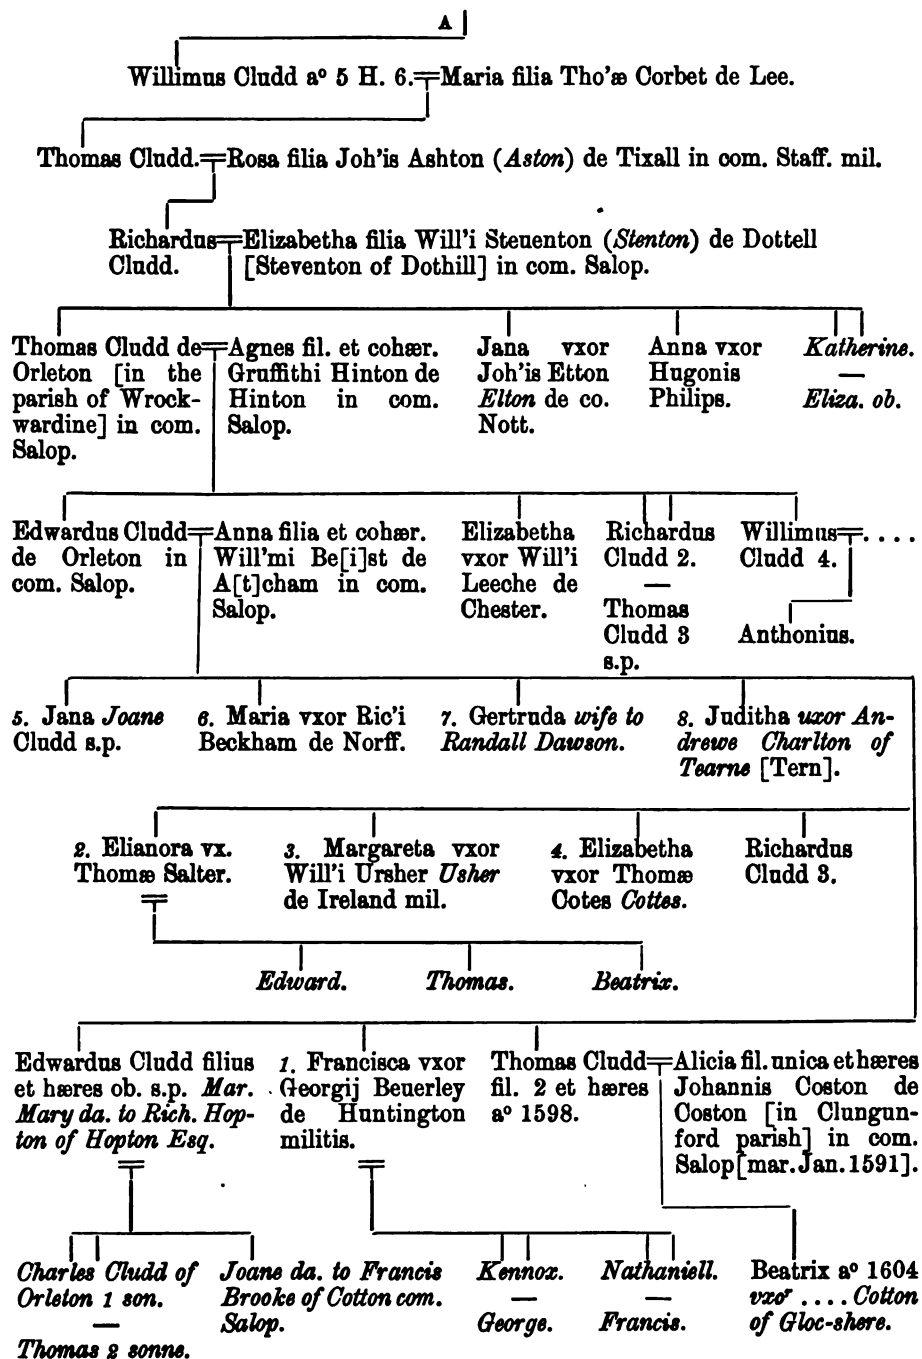 A
Willimus Cludd aº 5 H. 6.=Maria filia Tho'æ Corbet de Lee.
Thomas Cludd.=Rosa filia Joh'is Ashton (Aston) de Tixall in com. Staff. mil.
Richardus=Elizabetha filia Will'i Steuenton (Stenton) de Dottell
Cludd. [Steventon of Dothill] in com. Salop.
Thomas Cludd de=
Orleton [in the
parish of Wrock-
wardine] in com.
Salop.
Agnes fil. et cohær.
Gruffithi Hinton de
Hinton in com.
Salop.
Jana vxor
Joh'is Etton
Elton de co.
Nott.
Anna vxor
Hugonis
Philips.
Katherine.
—
Eliza. ob.
Edwardus Cludd=
de Orleton in
com. Salop.
Anna filia et cohær.
Will'mi Be[i]st de
A[t]cham in com.
Salop.
Elizabetha
vxor Will'i
Leeche de
Chester.
Richardus
Cludd 2.
—
Thomas
Cludd 3
s.p.
Willimus=....
Cludd 4.
Anthonius.
5. Jana Joane
Cludd s.p.
6. Maria vxor Ric'i
Beckham de Norff.
7. Gertruda wife to
Randall Dawson.
8. Juditha uxor An-
drewe Charlton of
Tearne [Tern].
2. Elianora vx.
Thomæ Salter.
=
3. Margareta vxor
Will'i Ursher Usher
de Ireland mil.
4. Elizabetha
vxor Thomæ
Cotes Cottes.
Richardus
Cludd 3.
Edward.
Thomas.
Beatrix.
Edwardus Cludd filius
et hæres ob. s.p. Mar.
Mary da. to Rich. Hop-
ton of Hopton Esq.
=
1. Francisca vxor
Georgij Beuerley
de Huntington
militis.
=
Thomas Cludd=
fil. 2 et hæres
aº 1598.
Alicia fil. unica et hæres
Johannis Coston de
Coston [in Clungun-
ford parish] in com.
Salop [mar. Jan. 1591].
Charles Cludd of
Orleton 1 son.
—
Thomas 2 sonne.
Joane da. to Francis
Brooke of Cotton com.
Salop.
Kennox.
—
George.
Nathaniell.
—
Francis.
Beatrix aº 1604
vxoʳ .... Cotton
of Gloc-shere.